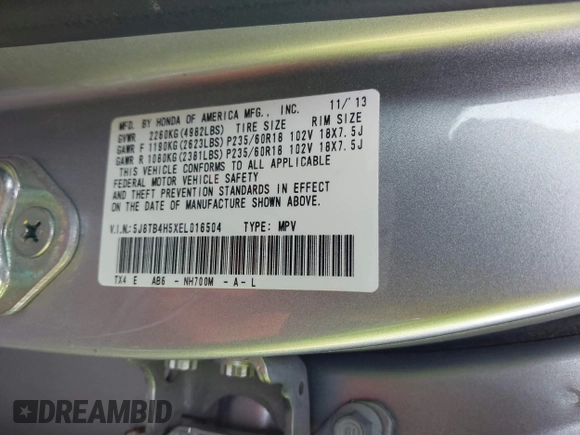 MFD. BY HONDA OF AMERICA MFG., INC. 11/'13
GVWR 2260KG(4982LBS) TIRE SIZE RIM SIZE
GAWR F 1190KG(2623LBS) P235/60R18 102V 18X7.5J
GAWR R 1080KG(2381LBS) P235/60R18 102V 18X7.5J
THIS VEHICLE CONFORMS TO ALL APPLICABLE
FEDERAL MOTOR VEHICLE SAFETY
AND THEFT PREVENTION STANDARDS IN EFFECT
ON THE DATE OF MANUFACTURE SHOWN ABOVE.
V.I.N.:5J8TB4H5XEL016504 TYPE: MPV
TX4 E AB6 -NH700M -A-L
DREAMBID